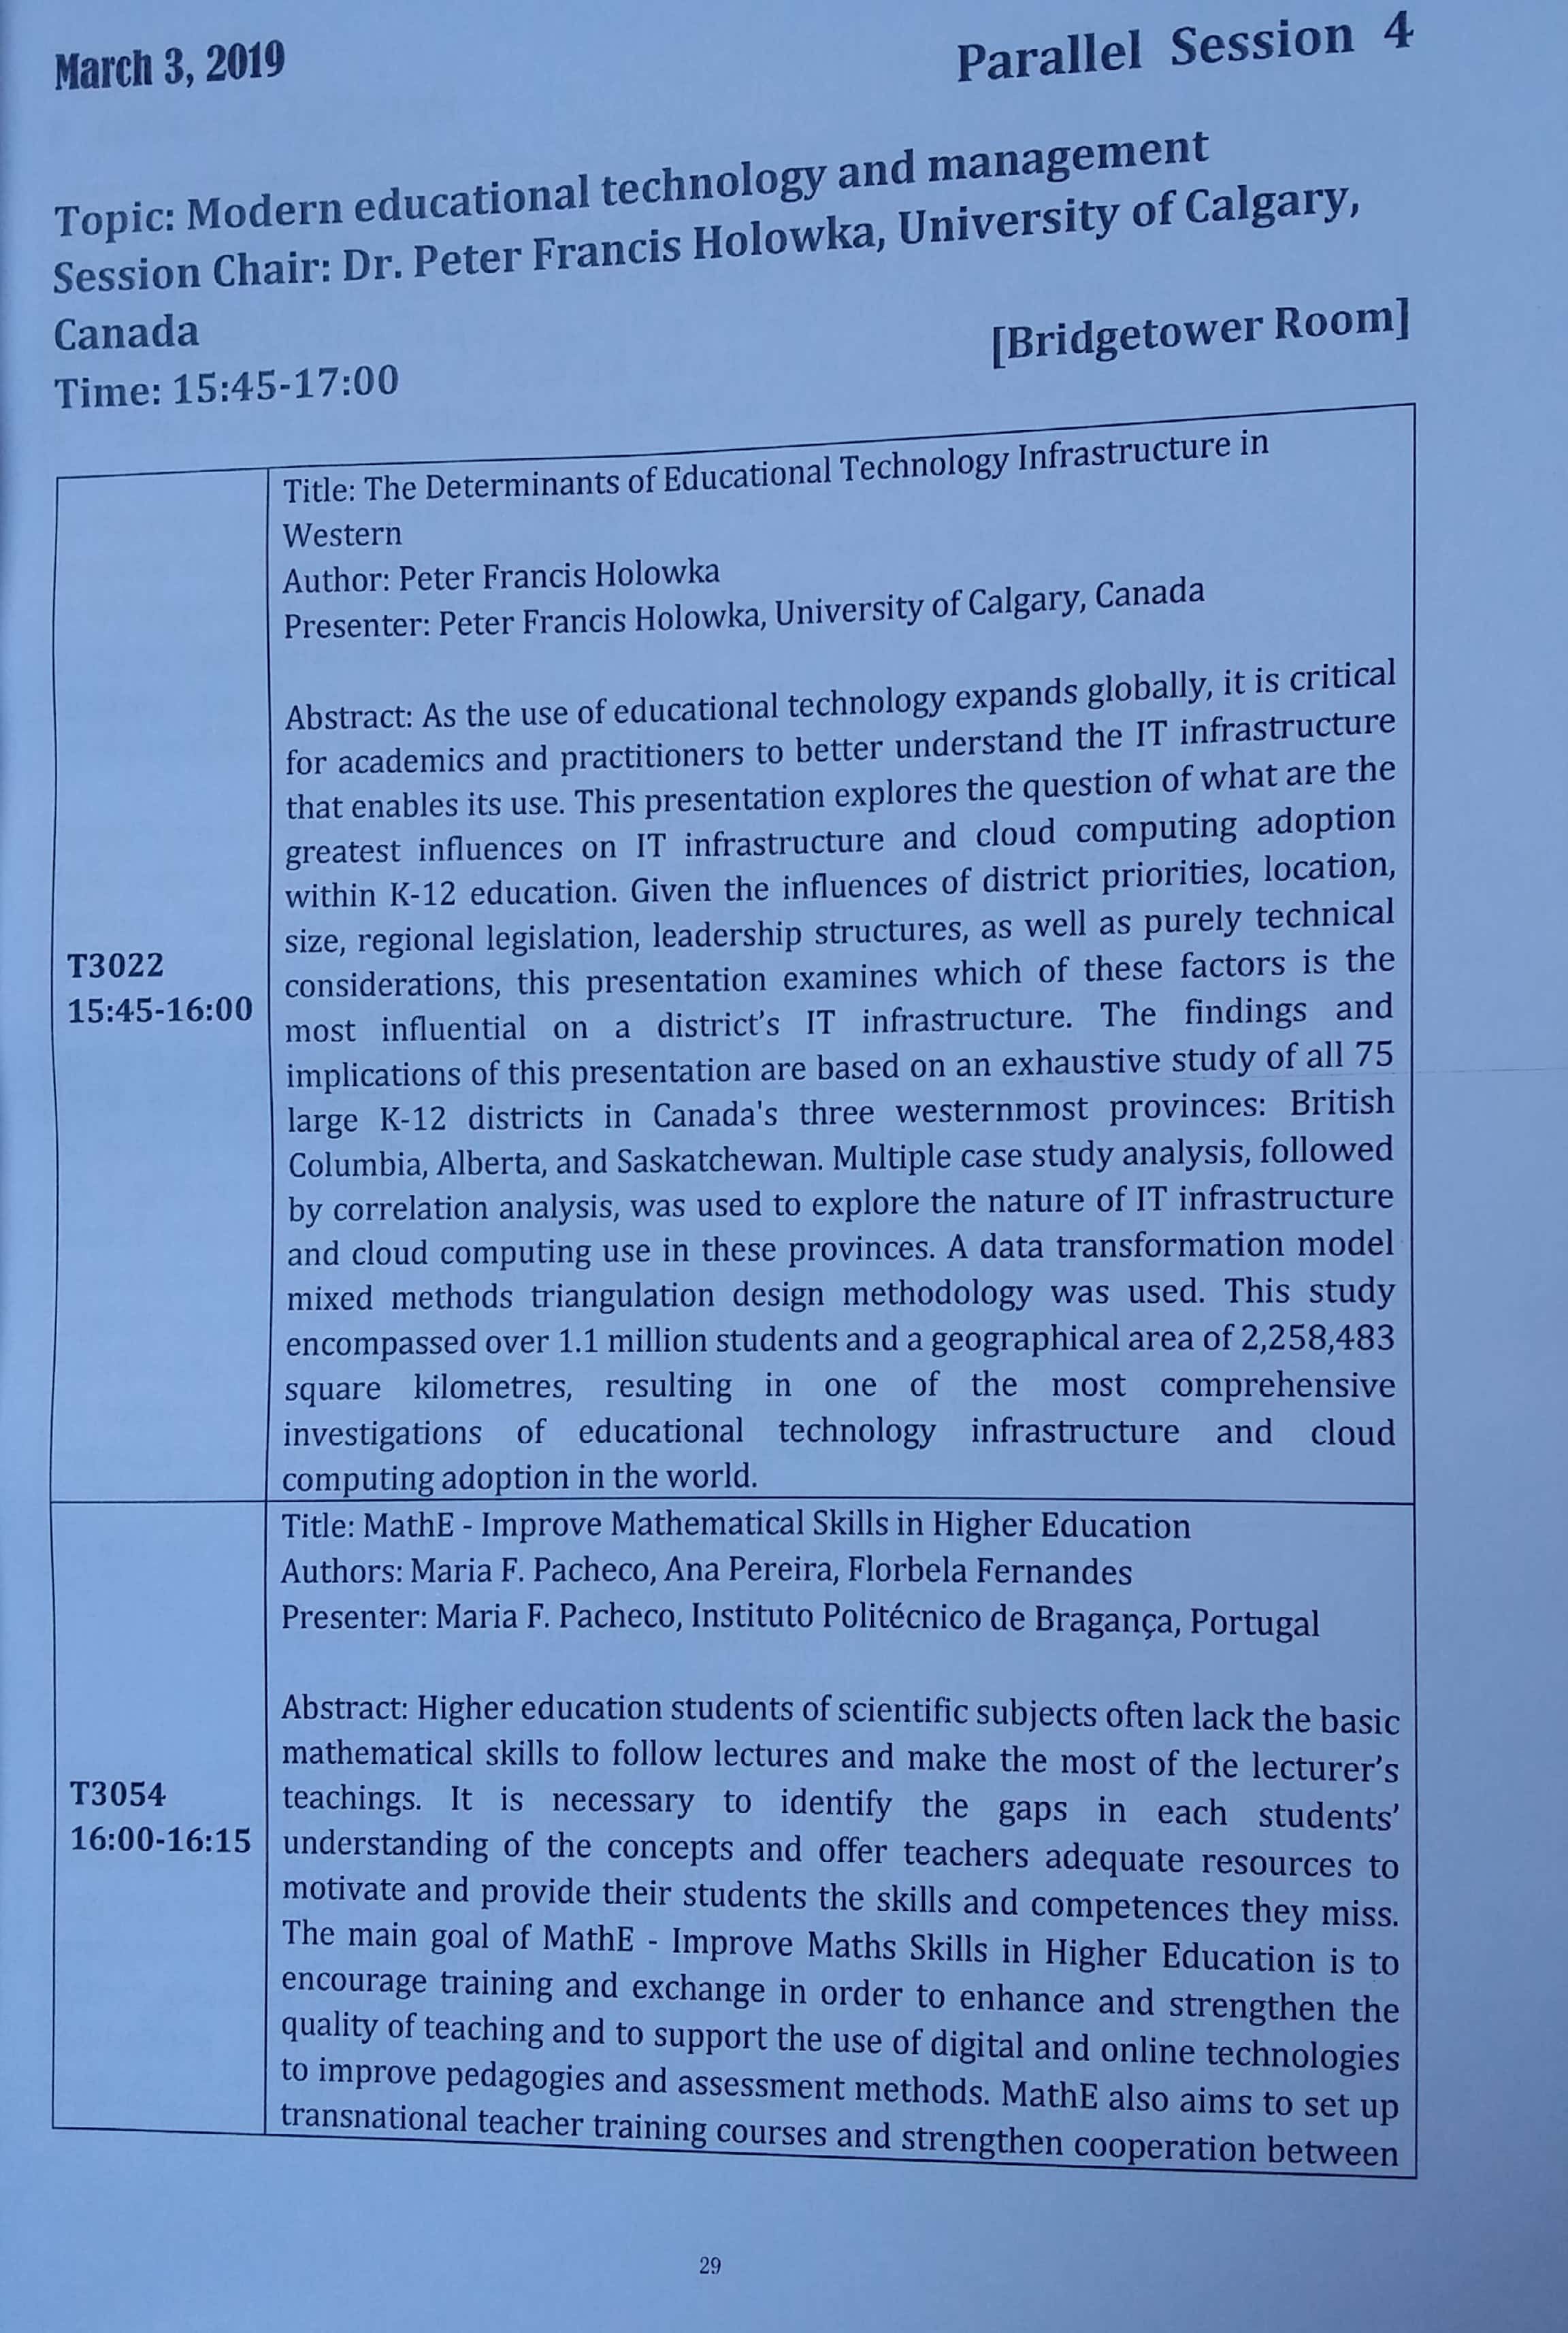 March 3, 2019
Parallel Session 4
Topic: Modern educational technology and management
Session Chair: Dr. Peter Francis Holowka, University of Calgary,
Canada
[Bridgetower Room]
Time: 15:45-17:00
T3022
15:45-16:00
Title: The Determinants of Educational Technology Infrastructure in
Western
Author: Peter Francis Holowka
Presenter: Peter Francis Holowka, University of Calgary, Canada
Abstract: As the use of educational technology expands globally, it is critical
for academics and practitioners to better understand the IT infrastructure
that enables its use. This presentation explores the question of what are the
greatest influences on IT infrastructure and cloud computing adoption
within K-12 education. Given the influences of district priorities, location,
size, regional legislation, leadership structures, as well as purely technical
considerations, this presentation examines which of these factors is the
most influential on a district's IT infrastructure. The findings and
implications of this presentation are based on an exhaustive study of all 75
large K-12 districts in Canada's three westernmost provinces: British
Columbia, Alberta, and Saskatchewan. Multiple case study analysis, followed
by correlation analysis, was used to explore the nature of IT infrastructure
and cloud computing use in these provinces. A data transformation model
mixed methods triangulation design methodology was used. This study
encompassed over 1.1 million students and a geographical area of 2,258,483
square kilometres, resulting in one of the most comprehensive
investigations of educational technology infrastructure and cloud
computing adoption in the world.
T3054
16:00-16:15
Title: MathE - Improve Mathematical Skills in Higher Education
Authors: Maria F. Pacheco, Ana Pereira, Florbela Fernandes
Presenter: Maria F. Pacheco, Instituto Politécnico de Bragança, Portugal
Abstract: Higher education students of scientific subjects often lack the basic
mathematical skills to follow lectures and make the most of the lecturer's
teachings. It is necessary to identify the gaps in each students'
understanding of the concepts and offer teachers adequate resources to
motivate and provide their students the skills and competences they miss.
The main goal of MathE - Improve Maths Skills in Higher Education is to
encourage training and exchange in order to enhance and strengthen the
quality of teaching and to support the use of digital and online technologies
to improve pedagogies and assessment methods. MathE also aims to set up
transnational teacher training courses and strengthen cooperation between
29